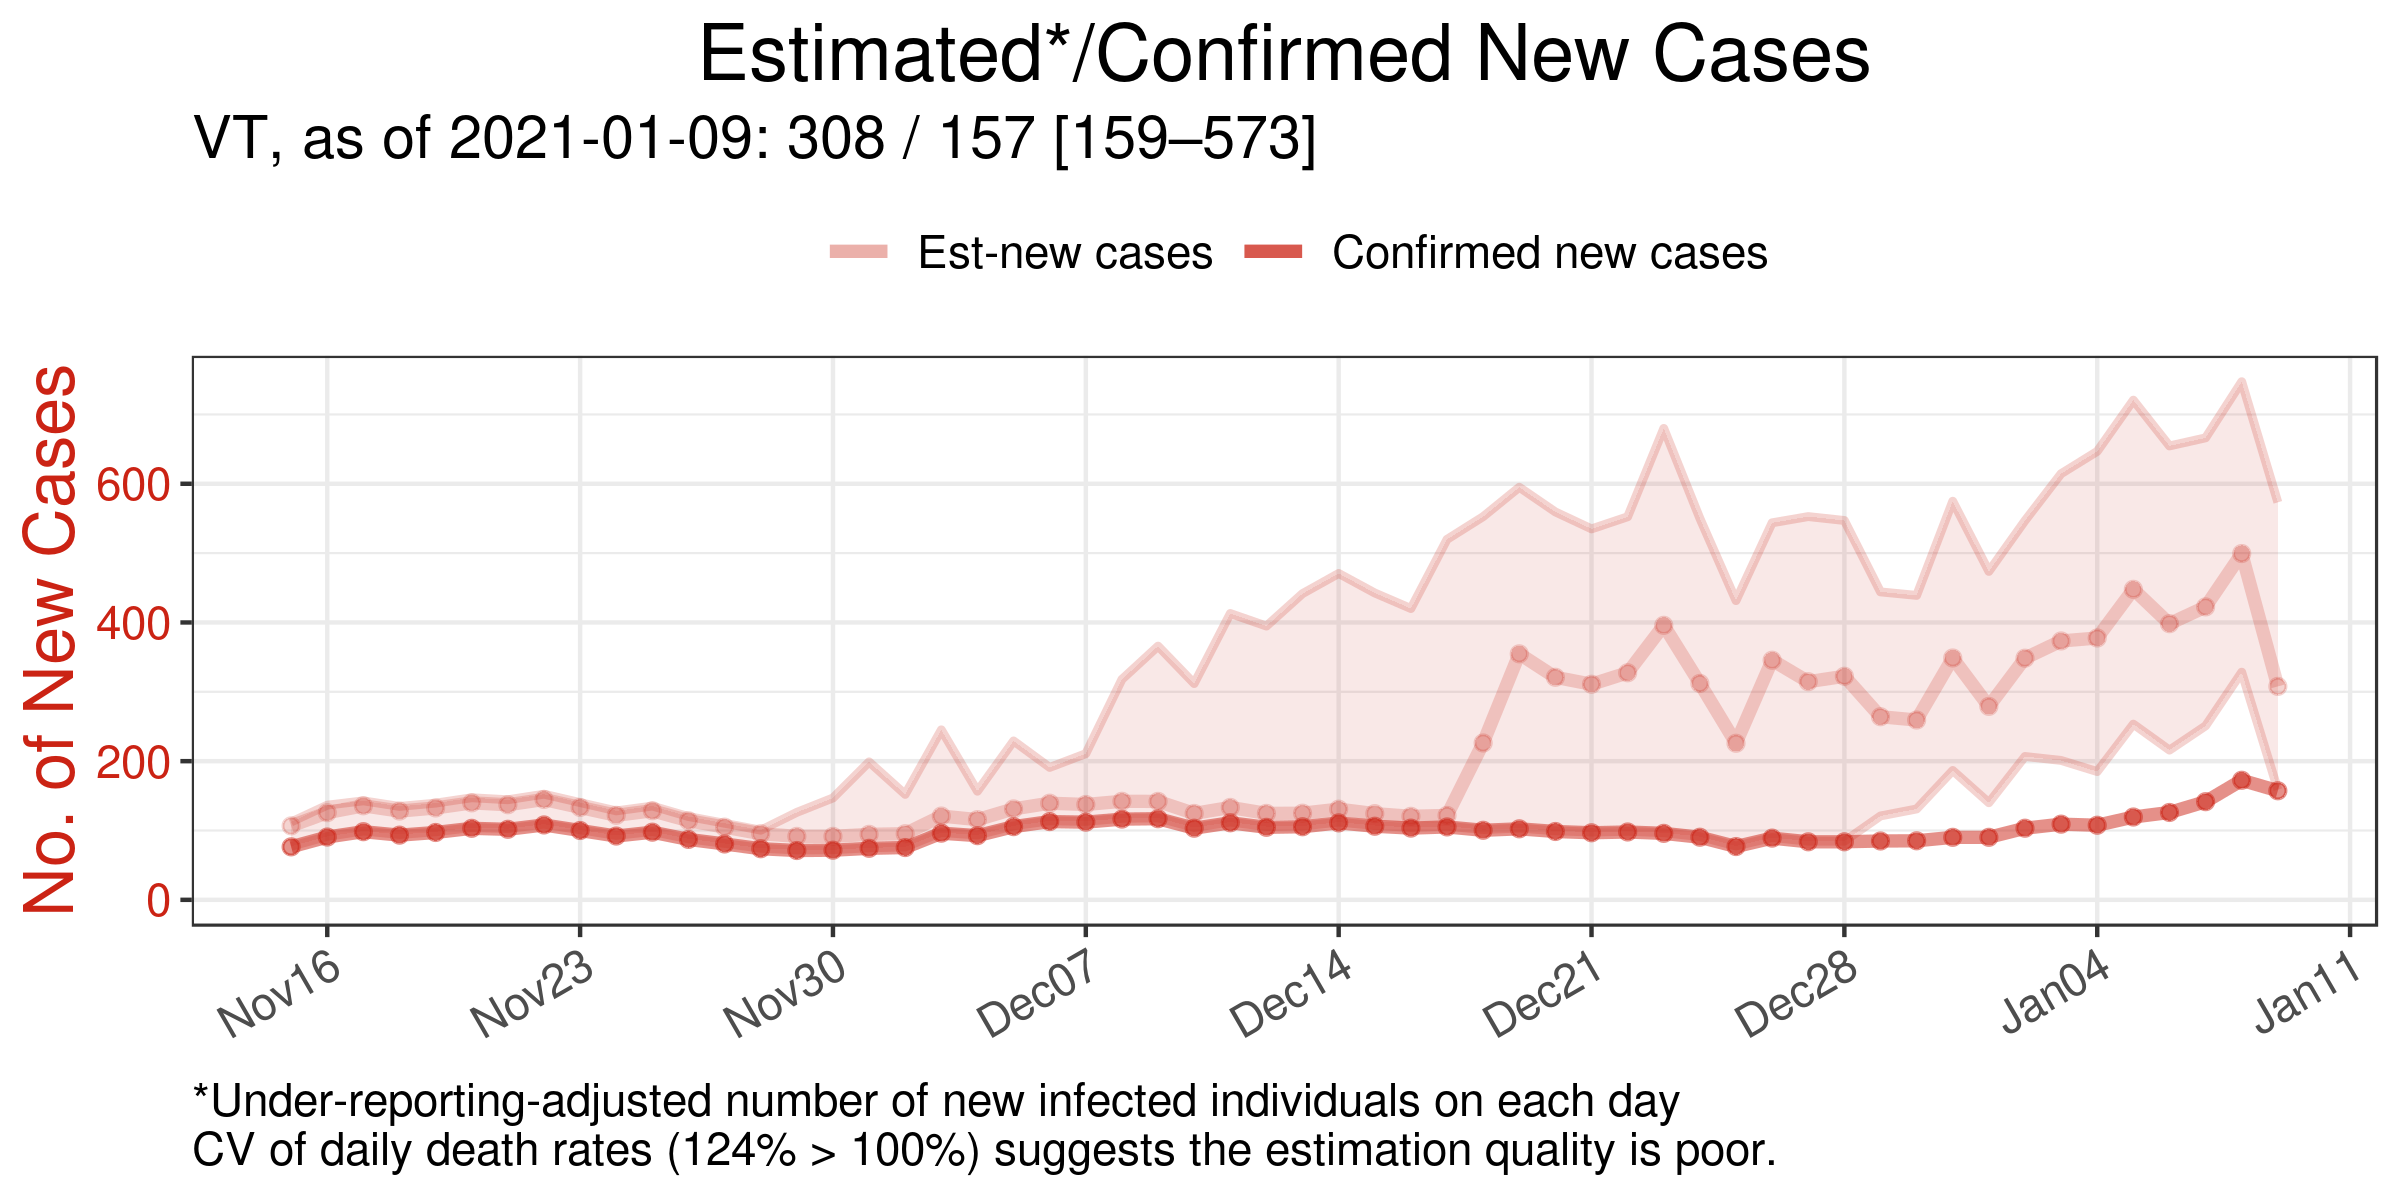 Estimated*/Confirmed New Cases
VT, as of 2021-01-09: 308 / 157 [159–573]
Est-new cases
Confirmed new cases
No. of New Cases
600
400
200
0
Nov16
Nov23
Nov30
Dec07
Dec14
Dec21
Dec28
Jan04
Jan11
*Under-reporting-adjusted number of new infected individuals on each day
CV of daily death rates (124% > 100%) suggests the estimation quality is poor.